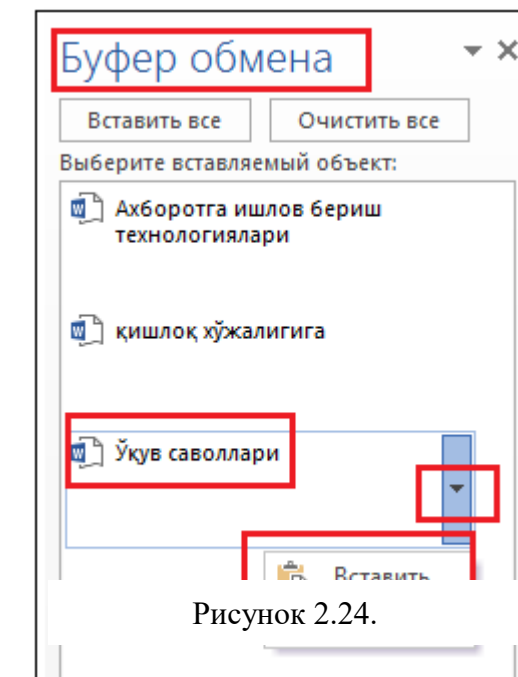 Буфер обмена
Вставить все Очистить все
Выберите вставляемый объект:
Ахборотга ишлов бериш
технологиялари
қишлоқ хўжалигига
Ўқув саволлари
Вставить
Рисунок 2.24.